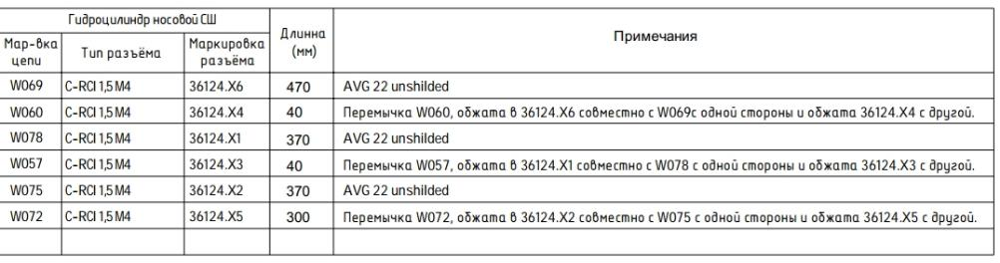 Гидроцилиндр носовой СШ Длинна (мм) Примечания
Мар-вка цепи Тип разъёма Маркировка разъёма
W069 C-RCI 1,5 M4 36124.X6 470 AVG 22 unshilded
W060 C-RCI 1,5 M4 36124.X4 40 Перемычка W060, обжата в 36124.X6 совместно с W069с одной стороны и обжата 36124.X4 с другой.
W078 C-RCI 1,5 M4 36124.X1 370 AVG 22 unshilded
W057 C-RCI 1,5 M4 36124.X3 40 Перемычка W057, обжата в 36124.X1 совместно с W078 с одной стороны и обжата 36124.X3 с другой.
W075 C-RCI 1,5 M4 36124.X2 370 AVG 22 unshilded
W072 C-RCI 1,5 M4 36124.X5 300 Перемычка W072, обжата в 36124.X2 совместно с W075 с одной стороны и обжата 36124.X5 с другой.